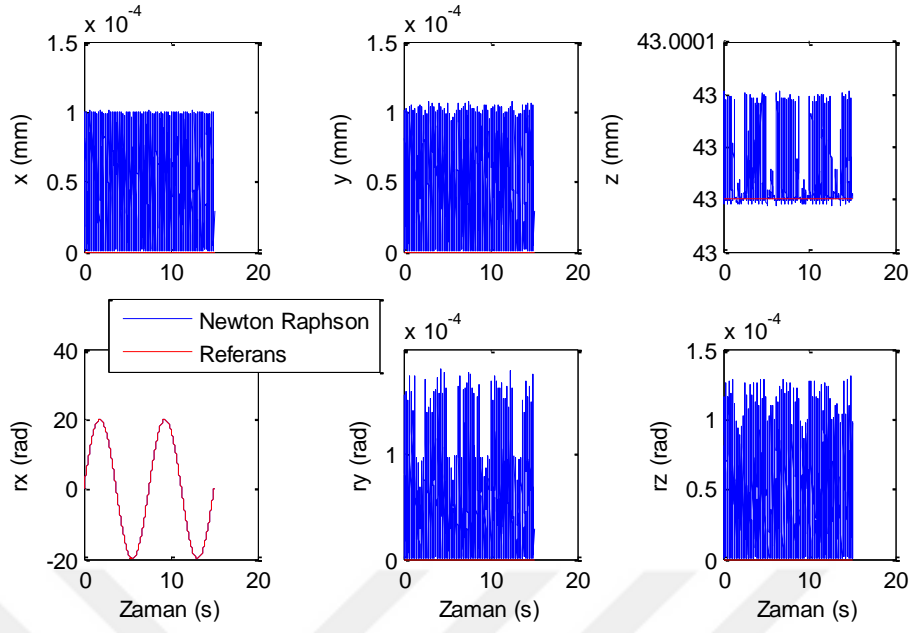 x 10^-4
1.5
1
0.5
0
x (mm)
0
10
20
x 10^-4
1.5
1
0.5
0
y (mm)
0
10
20
43.0001
43
43
43
43
z (mm)
0
10
20
Newton Raphson
Referans
40
20
0
-20
rx (rad)
0
10
20
Zaman (s)
x 10^-4
1
0
ry (rad)
0
10
20
Zaman (s)
x 10^-4
1.5
1
0.5
0
rz (rad)
0
10
20
Zaman (s)